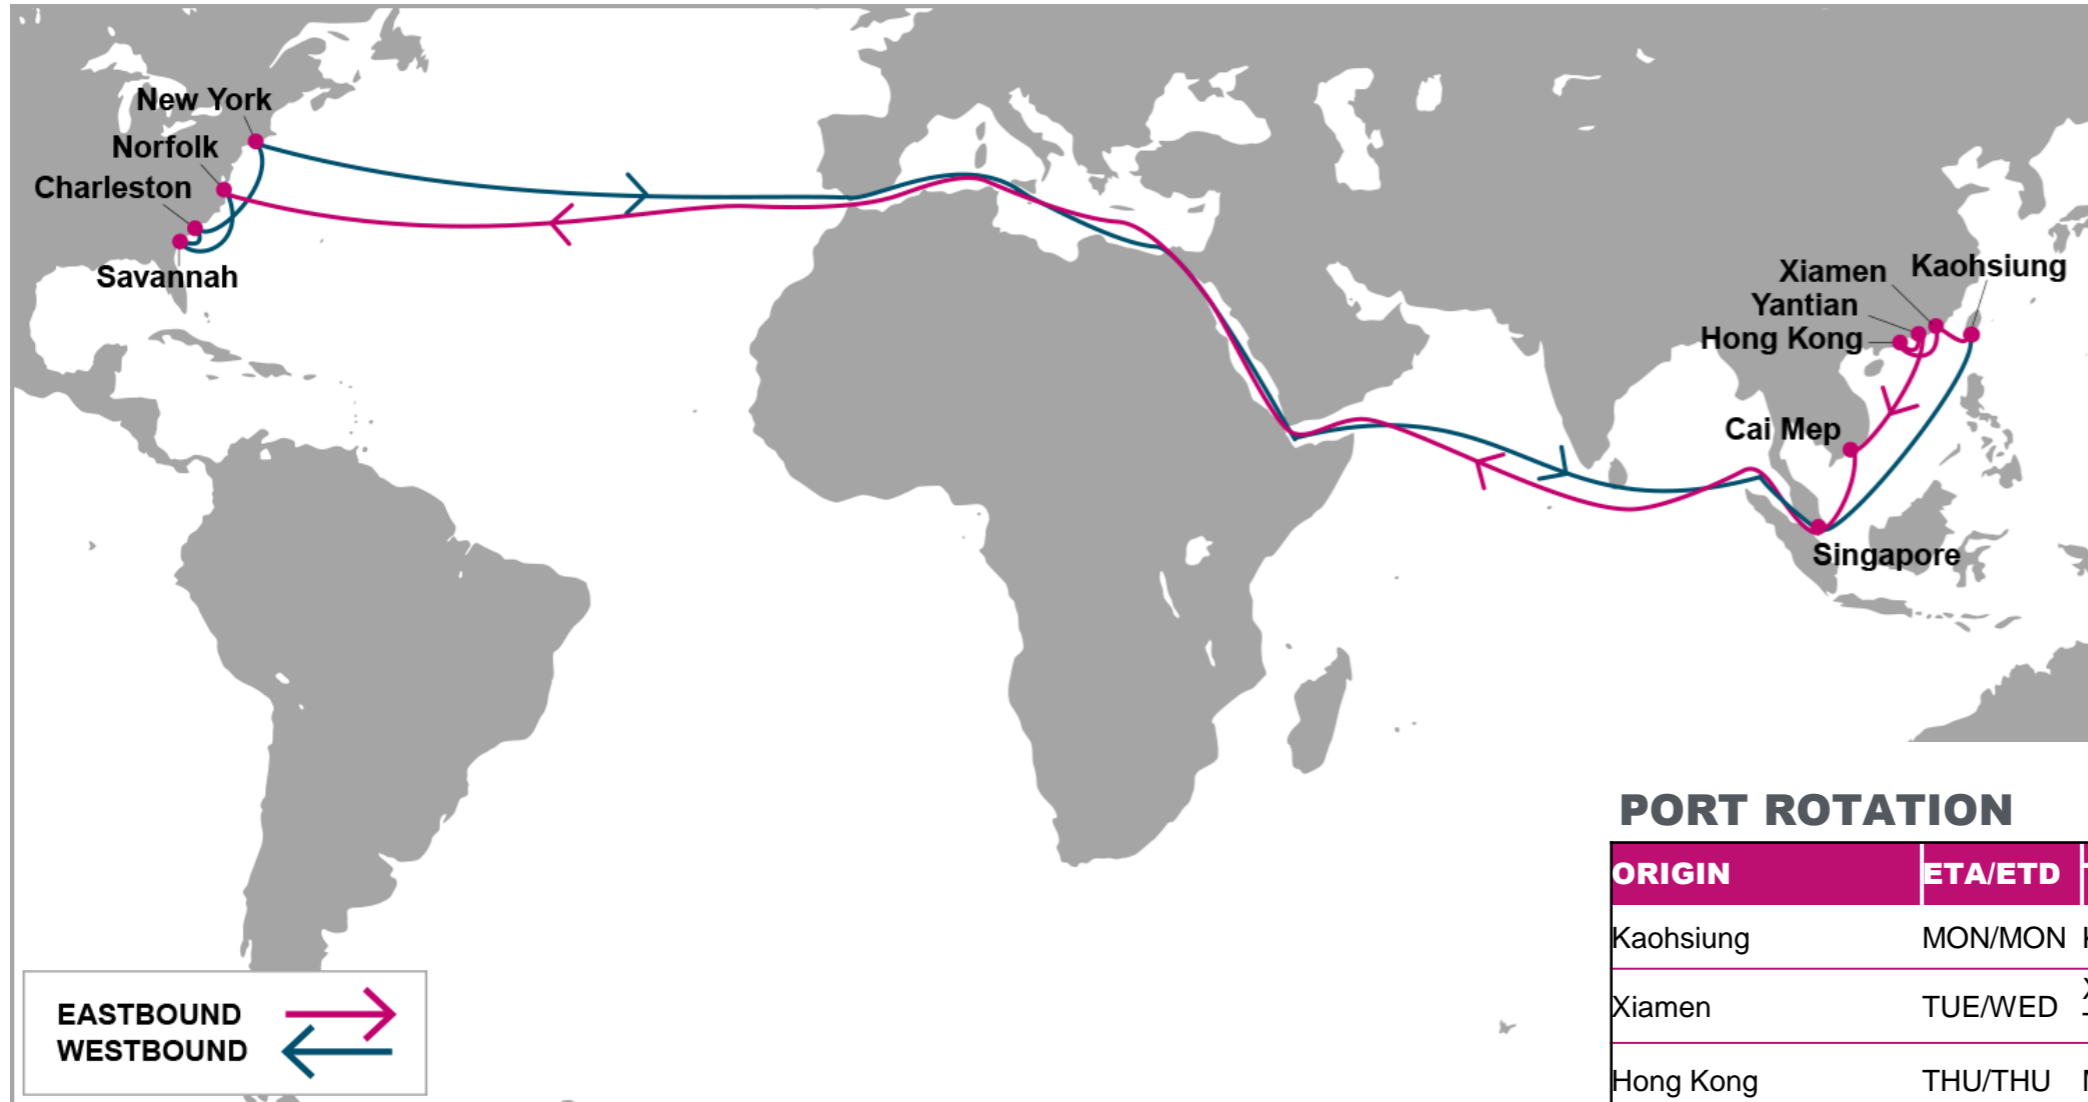 New York
Norfolk
Charleston
Savannah
Xiamen
Kaohsiung
Yantian
Hong Kong
Cai Mep
Singapore
PORT ROTATION
ORIGIN ETA/ETD
Kaohsiung MON/MON
Xiamen TUE/WED
Hong Kong THU/THU
EASTBOUND
WESTBOUND